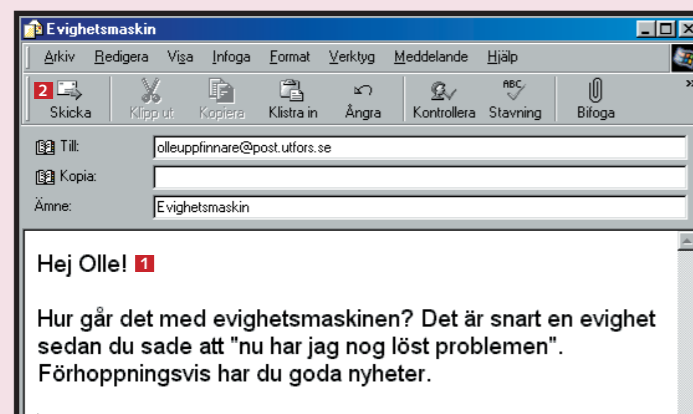 Evighetsmaskin
Arkiv Redigera Visa Infoga Format Verktyg Meddelande Hjälp
2
ABC
Skicka Klipp ut Kopiera Klistra in Ångra Kontrollera Stavning Bifoga
Till: olleuppfinnare@post.utfors.se
Kopia:
Ämne: Evighetsmaskin
Hej Olle! 1
Hur går det med evighetsmaskinen? Det är snart en evighet
sedan du sade att "nu har jag nog löst problemen".
Förhoppningsvis har du goda nyheter.